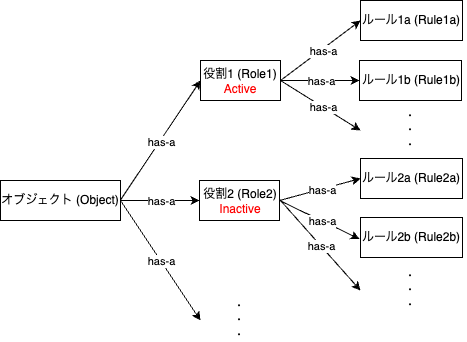 ルール1a (Rule1a)
has-a
役割1 (Role1)
Active
has-a
ルール1b (Rule1b)
has-a
has-a
オブジェクト (Object)
has-a
役割2 (Role2)
Inactive
has-a
ルール2a (Rule2a)
has-a
ルール2b (Rule2b)
has-a
has-a